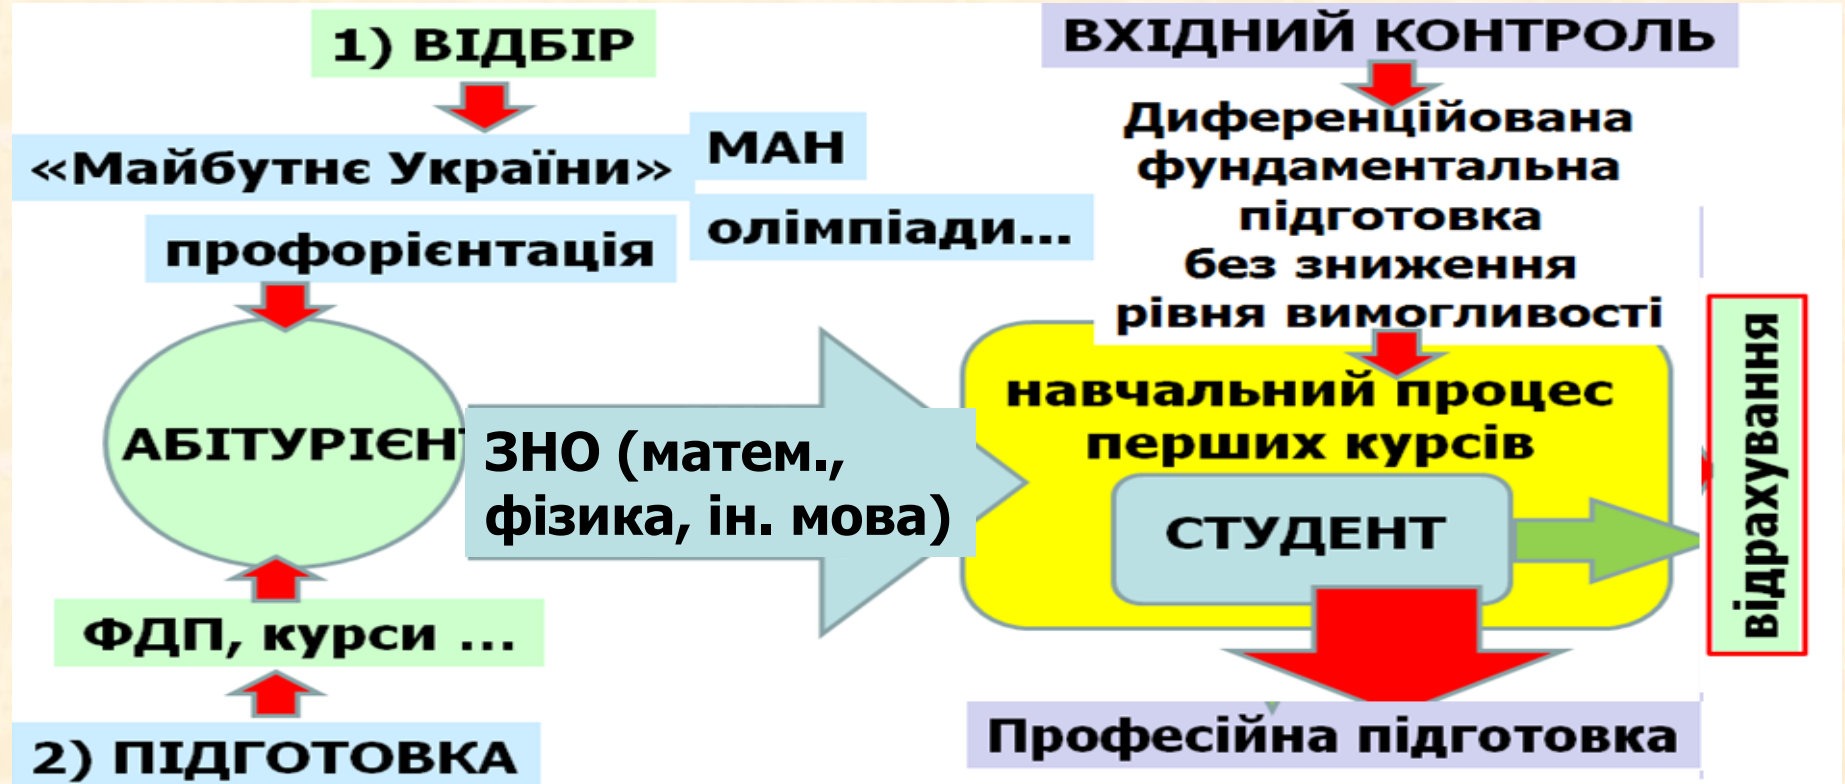 1) ВІДБІР
«Майбутнє України»
МАН
олімпіади...
профорієнтація
АБІТУРІЄН
ЗНО (матем.,
фізика, ін. мова)
ФДП, курси ...
2) ПІДГОТОВКА
ВХІДНИЙ КОНТРОЛЬ
Диференційована
фундаментальна
підготовка
без зниження
рівня вимогливості
навчальний процес
перших курсів
СТУДЕНТ
відрахування
Професійна підготовка